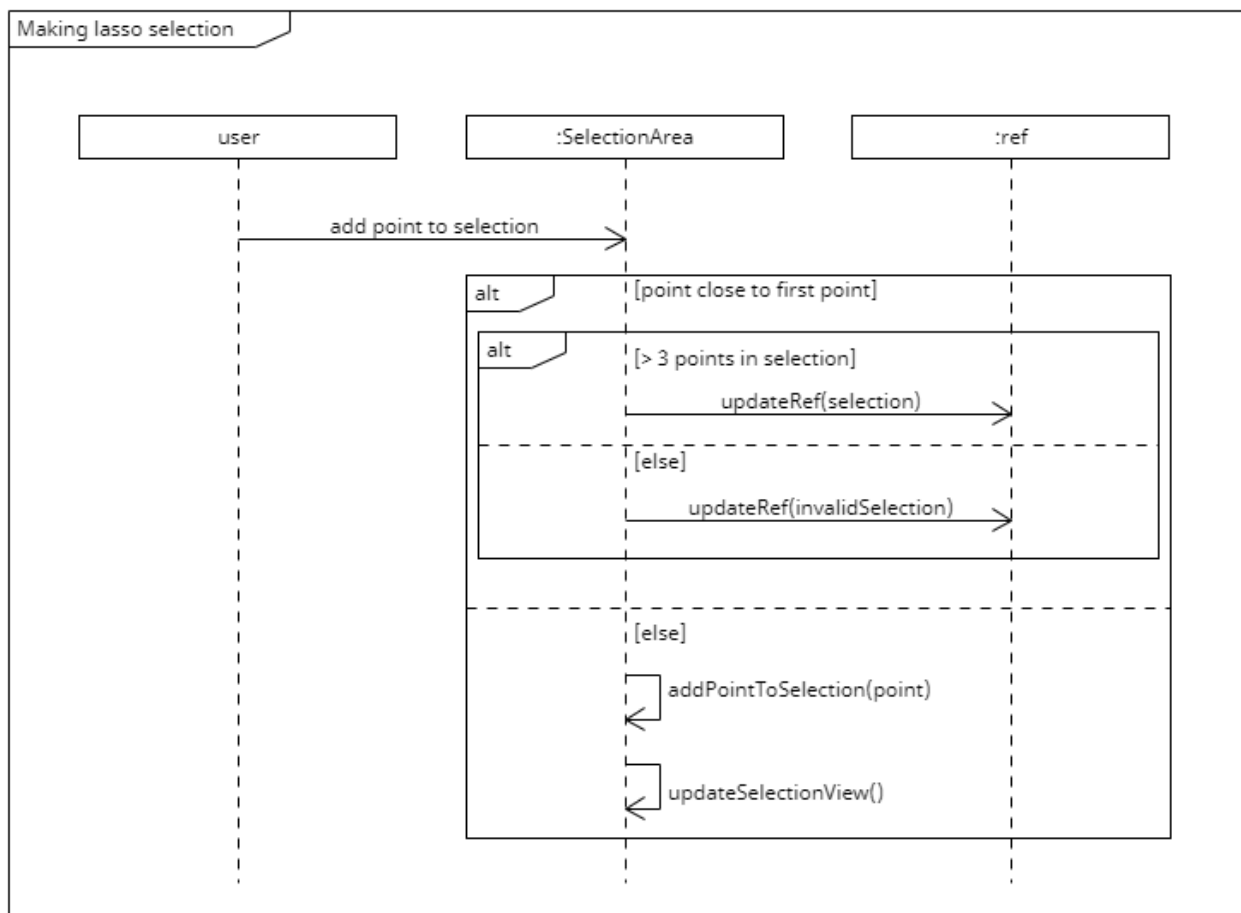 Making lasso selection
user
:SelectionArea
:ref
add point to selection
alt
[point close to first point]
alt
[> 3 points in selection]
updateRef(selection)
[else]
updateRef(invalidSelection)
[else]
addPointToSelection(point)
updateSelectionView()